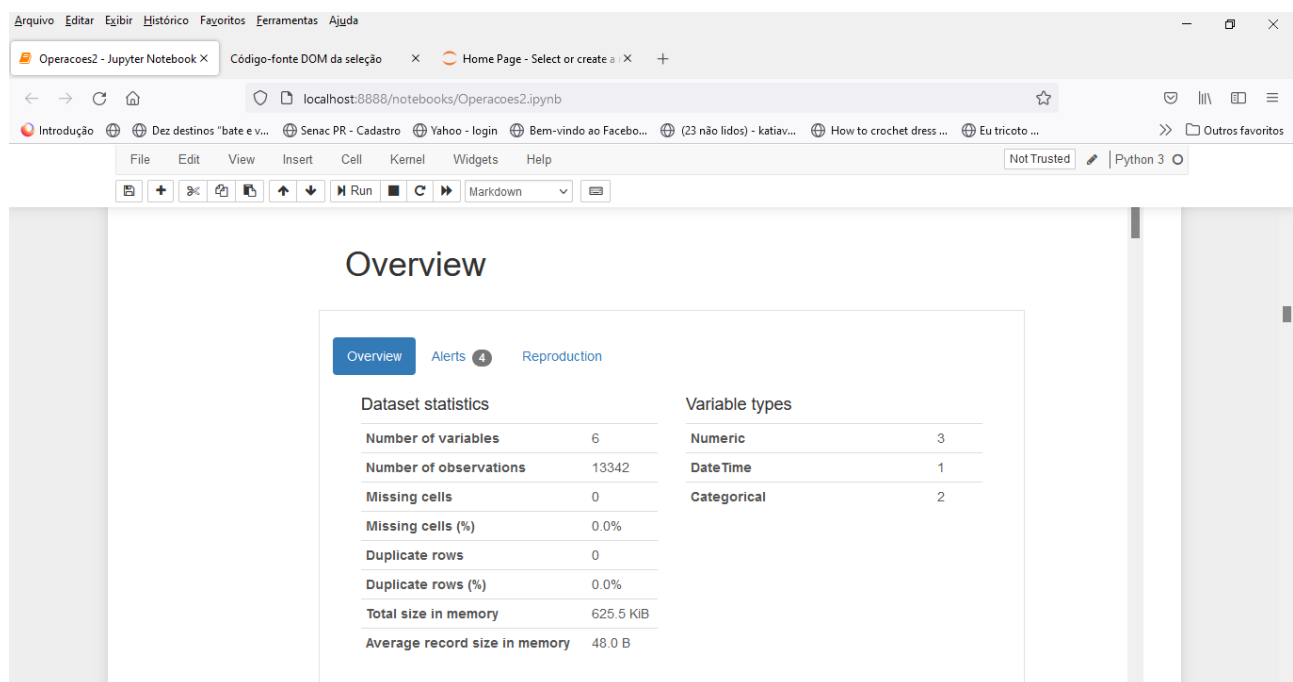 Arquivo Editar Exibir Histórico Favoritos Ferramentas Ajuda
Operacoes2 - Jupyter Notebook
Código-fonte DOM da seleção
Home Page - Select or create a
localhost:8888/notebooks/Operacoes2.ipynb
Introdução Dez destinos "bate e v... Senac PR - Cadastro Yahoo - login Bem-vindo ao Facebo... (23 não lidos) - katiav... How to crochet dress ... Eu tricoto ... Outros favoritos
File Edit View Insert Cell Kernel Widgets Help Not Trusted Python 3
Run Markdown
Overview
Overview Alerts 4 Reproduction
Dataset statistics
Number of variables 6
Number of observations 13342
Missing cells 0
Missing cells (%) 0.0%
Duplicate rows 0
Duplicate rows (%) 0.0%
Total size in memory 625.5 KiB
Average record size in memory 48.0 B
Variable types
Numeric 3
DateTime 1
Categorical 2